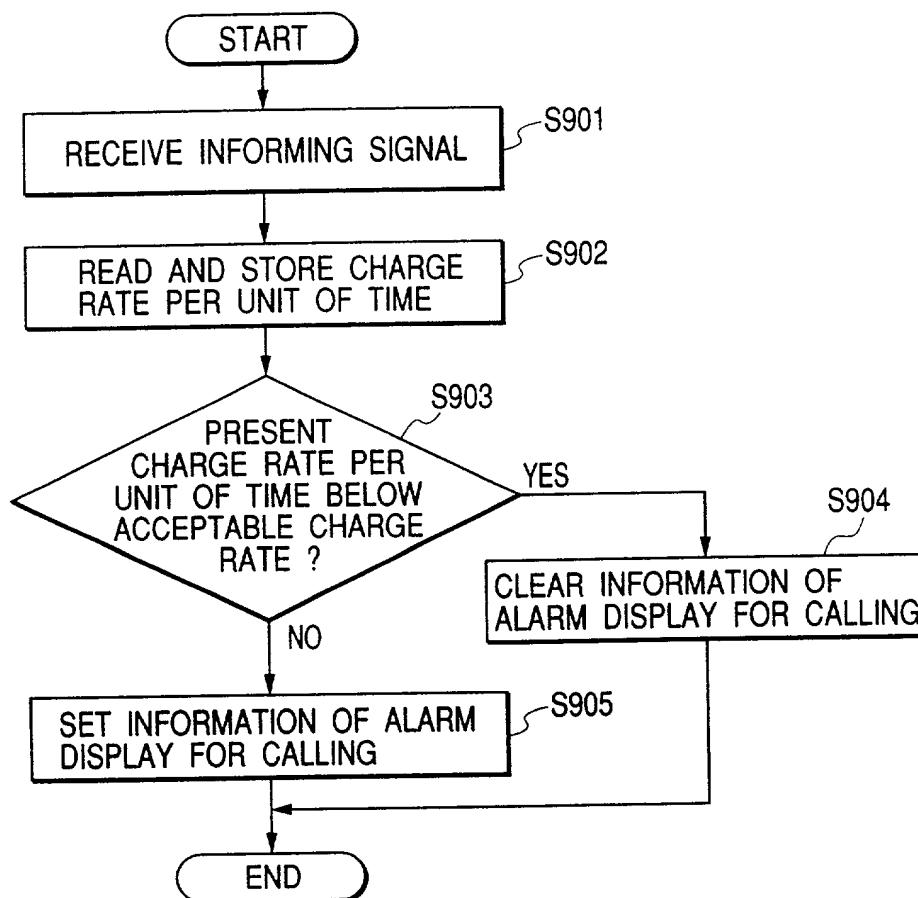 START
RECEIVE INFORMING SIGNAL
S901
READ AND STORE CHARGE
RATE PER UNIT OF TIME
S902
PRESENT
CHARGE RATE PER
UNIT OF TIME BELOW
ACCEPTABLE CHARGE
RATE ?
S903
YES
NO
CLEAR INFORMATION OF
ALARM DISPLAY FOR CALLING
S904
SET INFORMATION OF ALARM
DISPLAY FOR CALLING
S905
END